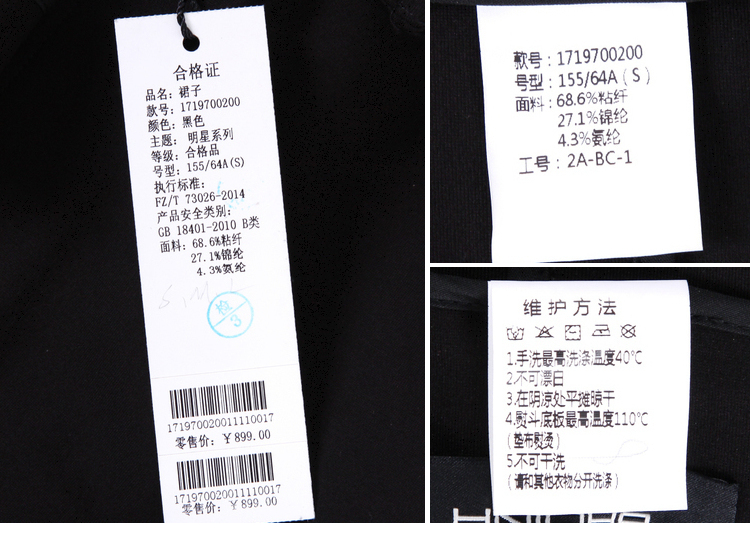 合格证
品名: 裙子
款号: 1719700200
颜色: 黑色
主题: 明星系列
等级: 合格品
号型: 155/64A(S)
执行标准:
FZ/T 73026-2014
产品安全类别:
GB 18401-2010 B类
面料: 68.6%粘纤
27.1%锦纶
4.3%氨纶
检
3
171970020011110017
零售价: ¥899.00
171970020011110017
零售价: ¥899.00
款号: 1719700200
号型: 155/64A(S)
面料: 68.6%粘纤
27.1%锦纶
4.3%氨纶
工号: 2A-BC-1
维护方法
1.手洗最高洗涤温度40℃
2.不可漂白
3.在阴凉处平摊晾干
4.熨斗底板最高温度110℃
(垫布熨烫)
5.不可干洗
(请和其他衣物分开洗涤)